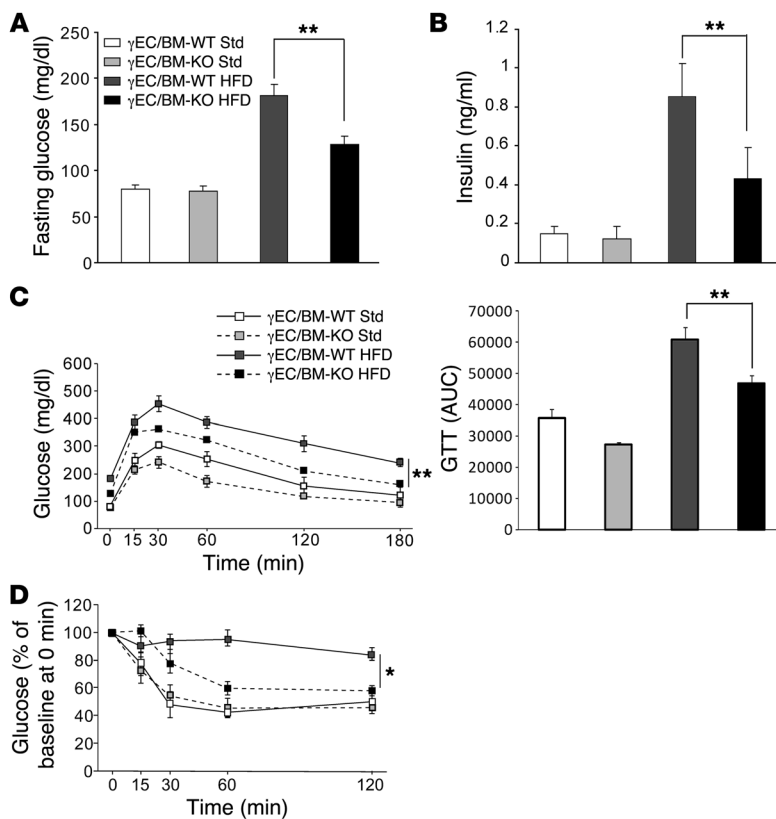 A
Fasting glucose (mg/dl)
250
200
150
100
50
0
γEC/BM-WT Std
γEC/BM-KO Std
γEC/BM-WT HFD
γEC/BM-KO HFD
**
B
Insulin (ng/ml)
1.2
1
0.8
0.6
0.4
0.2
0
**
C
γEC/BM-WT Std
γEC/BM-KO Std
γEC/BM-WT HFD
γEC/BM-KO HFD
Glucose (mg/dl)
600
500
400
300
200
100
0
**
0 15 30 60 120 180
Time (min)
GTT (AUC)
70000
60000
50000
40000
30000
20000
10000
0
**
D
Glucose (% of
baseline at 0 min)
120
100
80
60
40
20
0
*
0 15 30 60 120
Time (min)